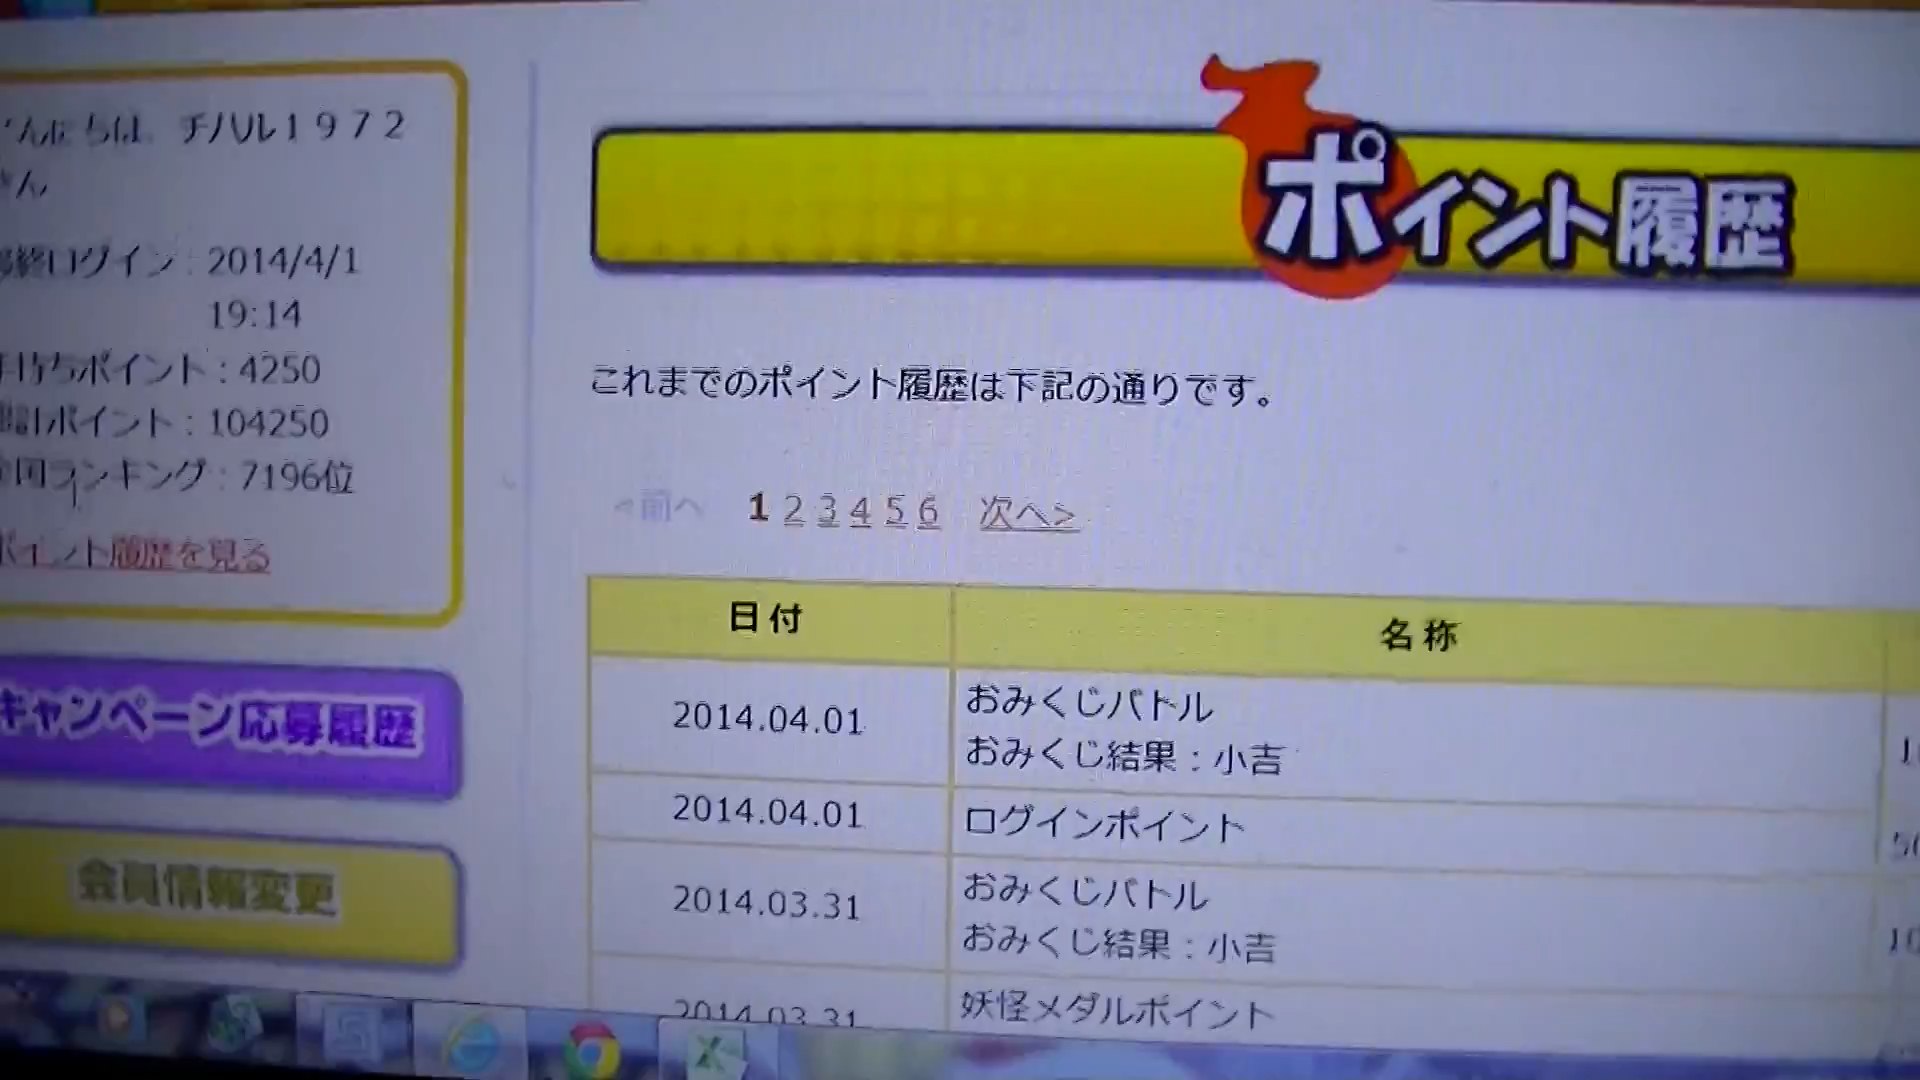 こんにちは、チハル１９７２
さん
最終ログイン：2014/4/1
19:14
手持ちポイント：4250
累計ポイント：104250
全国ランキング：7196位
ポイント履歴を見る
キャンペーン応募履歴
会員情報変更
ポイント履歴
これまでのポイント履歴は下記の通りです。
<前へ 1 2 3 4 5 6 次へ>
日付 名称
2014.04.01 おみくじバトル
おみくじ結果：小吉
2014.04.01 ログインポイント
2014.03.31 おみくじバトル
おみくじ結果：小吉
2014.03.31 妖怪メダルポイント